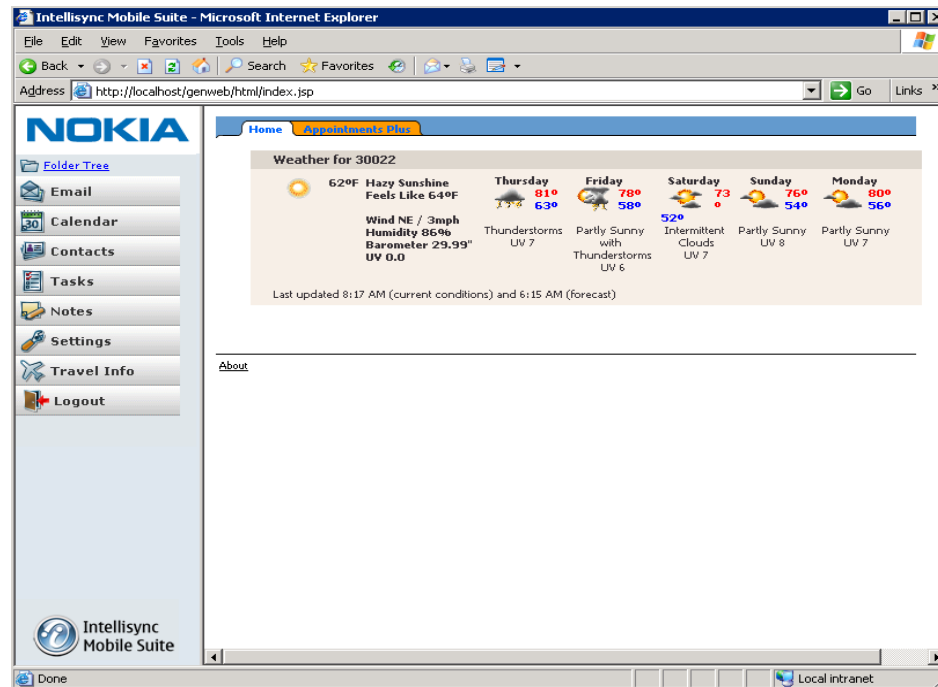 Intellisync Mobile Suite - Microsoft Internet Explorer
File Edit View Favorites Tools Help
Back Search Favorites
Address http://localhost/genweb/html/index.jsp Go Links »
NOKIA
Folder Tree
Email
30 Calendar
Contacts
Tasks
Notes
Settings
Travel Info
Logout
Intellisync
Mobile Suite
Home Appointments Plus
Weather for 30022
62ºF Hazy Sunshine
Feels Like 64ºF
Wind NE / 3mph
Humidity 86%
Barometer 29.99"
UV 0.0
Thursday
81º
63º
Thunderstorms
UV 7
Friday
78º
58º
Partly Sunny
with
Thunderstorms
UV 6
Saturday
73
º
52º
Intermittent
Clouds
UV 7
Sunday
76º
54º
Partly Sunny
UV 8
Monday
80º
56º
Partly Sunny
UV 7
Last updated 8:17 AM (current conditions) and 6:15 AM (forecast)
About
Done Local intranet